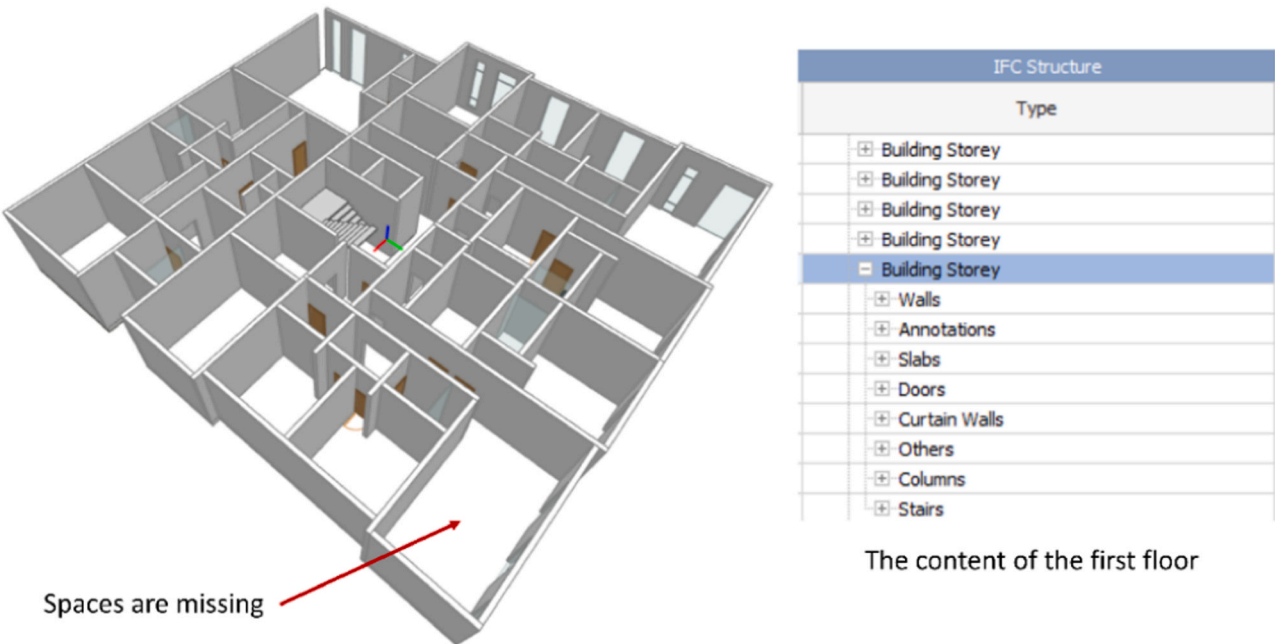 IFC Structure
Type
Building Storey
Building Storey
Building Storey
Building Storey
Building Storey
Walls
Annotations
Slabs
Doors
Curtain Walls
Others
Columns
Stairs
The content of the first floor
Spaces are missing